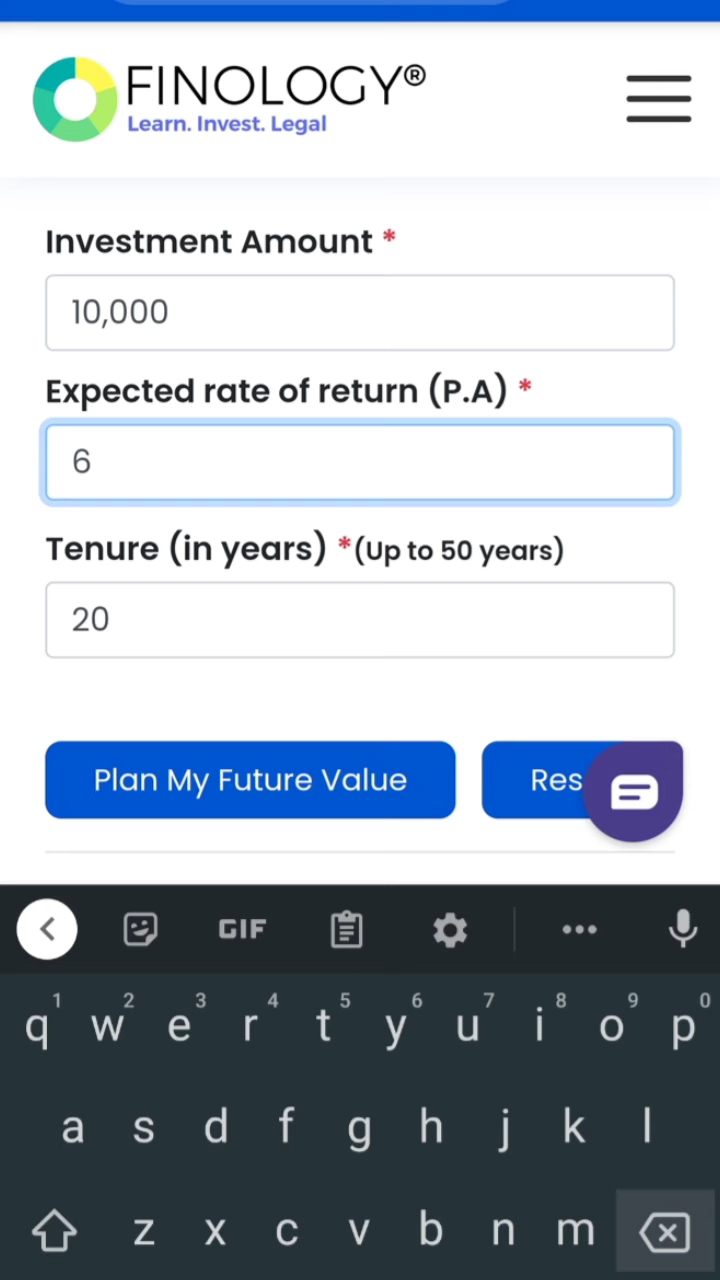 FINOLOGY®
Learn. Invest. Legal
Investment Amount *
10,000
Expected rate of return (P.A) *
6
Tenure (in years) *(Up to 50 years)
20
Plan My Future Value
Res
GIF
1 2 3 4 5 6 7 8 9 0
q w e r t y u i o p
a s d f g h j k l
z x c v b n m